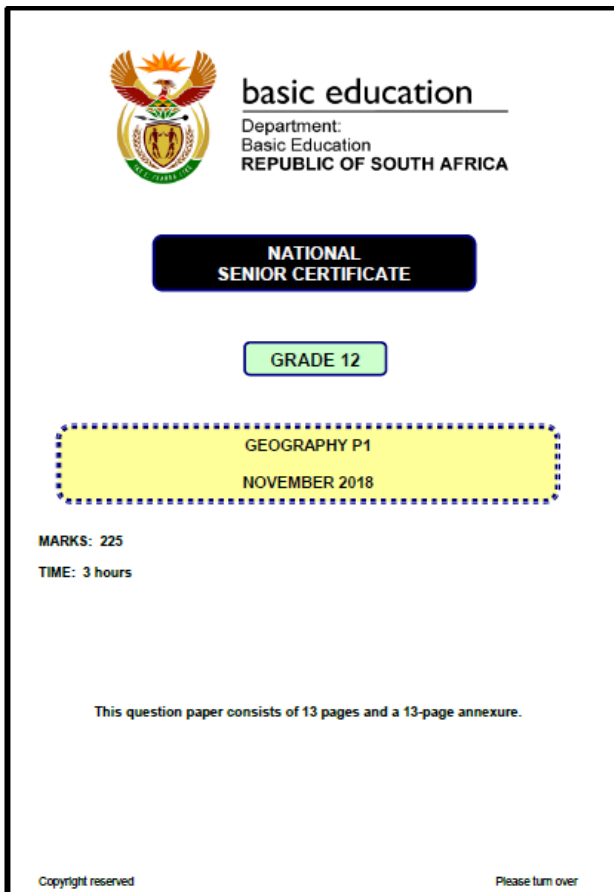 basic education
Department:
Basic Education
REPUBLIC OF SOUTH AFRICA
NATIONAL
SENIOR CERTIFICATE
GRADE 12
GEOGRAPHY P1
NOVEMBER 2018
MARKS: 225
TIME: 3 hours
This question paper consists of 13 pages and a 13-page annexure.
Copyright reserved
Please turn over